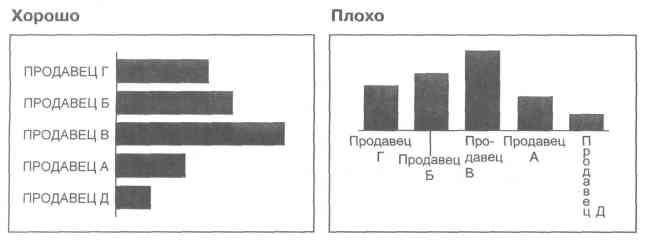 Хорошо
ПРОДАВЕЦ Г
ПРОДАВЕЦ Б
ПРОДАВЕЦ В
ПРОДАВЕЦ А
ПРОДАВЕЦ Д
Плохо
Продавец
Г
Продавец
Б
Про-
давец
В
Продавец
А
П
р
о
д
а
в
е
ц Д